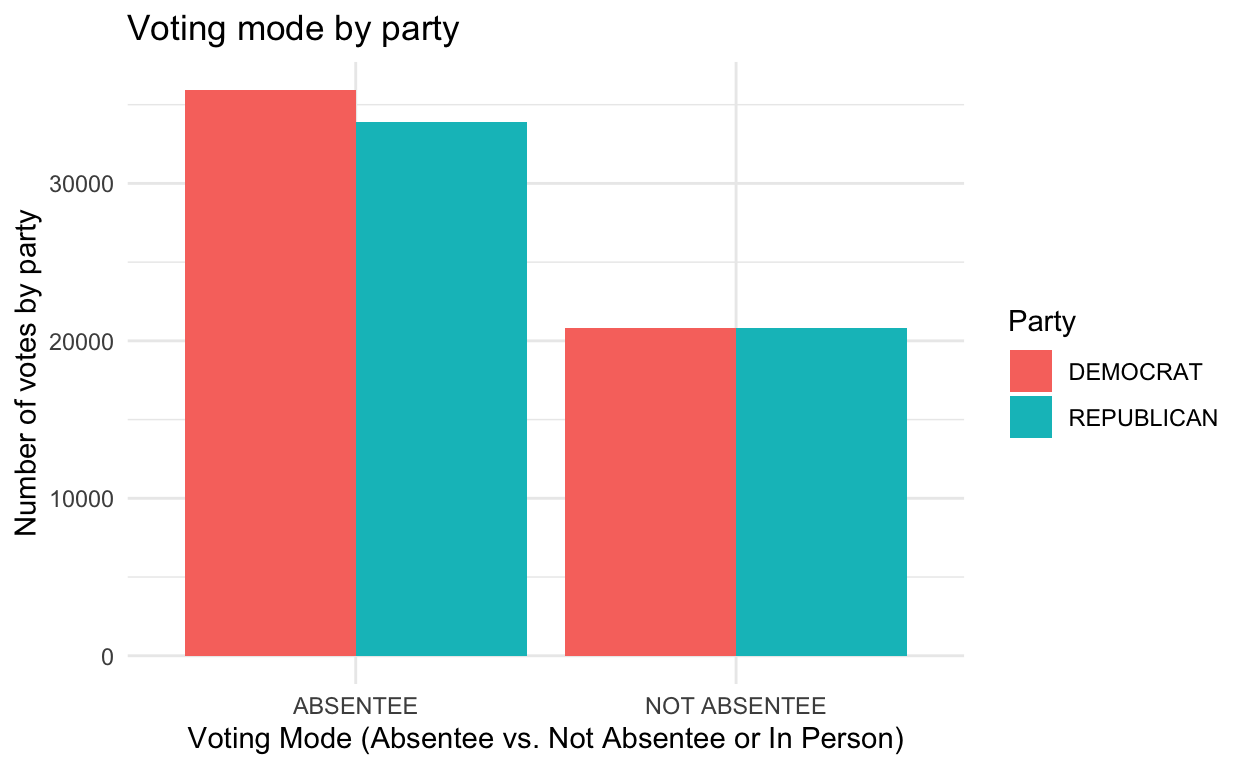 Voting mode by party
Number of votes by party
30000
20000
10000
0
ABSENTEE
NOT ABSENTEE
Voting Mode (Absentee vs. Not Absentee or In Person)
Party
DEMOCRAT
REPUBLICAN